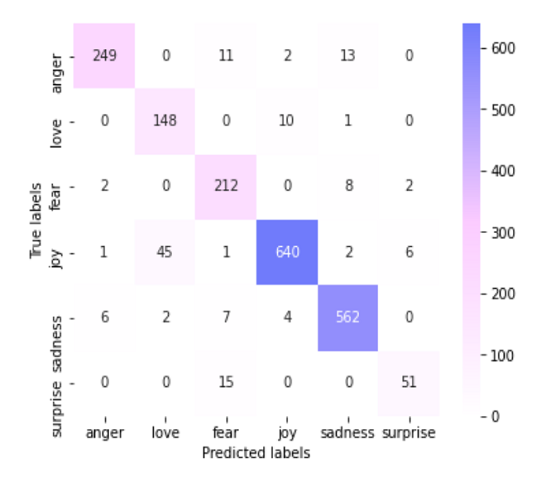 anger 249 0 11 2 13 0
love 0 148 0 10 1 0
fear 2 0 212 0 8 2
joy 1 45 1 640 2 6
sadness 6 2 7 4 562 0
surprise 0 0 15 0 0 51
True labels
anger love fear joy sadness surprise
Predicted labels
600
500
400
300
200
100
0